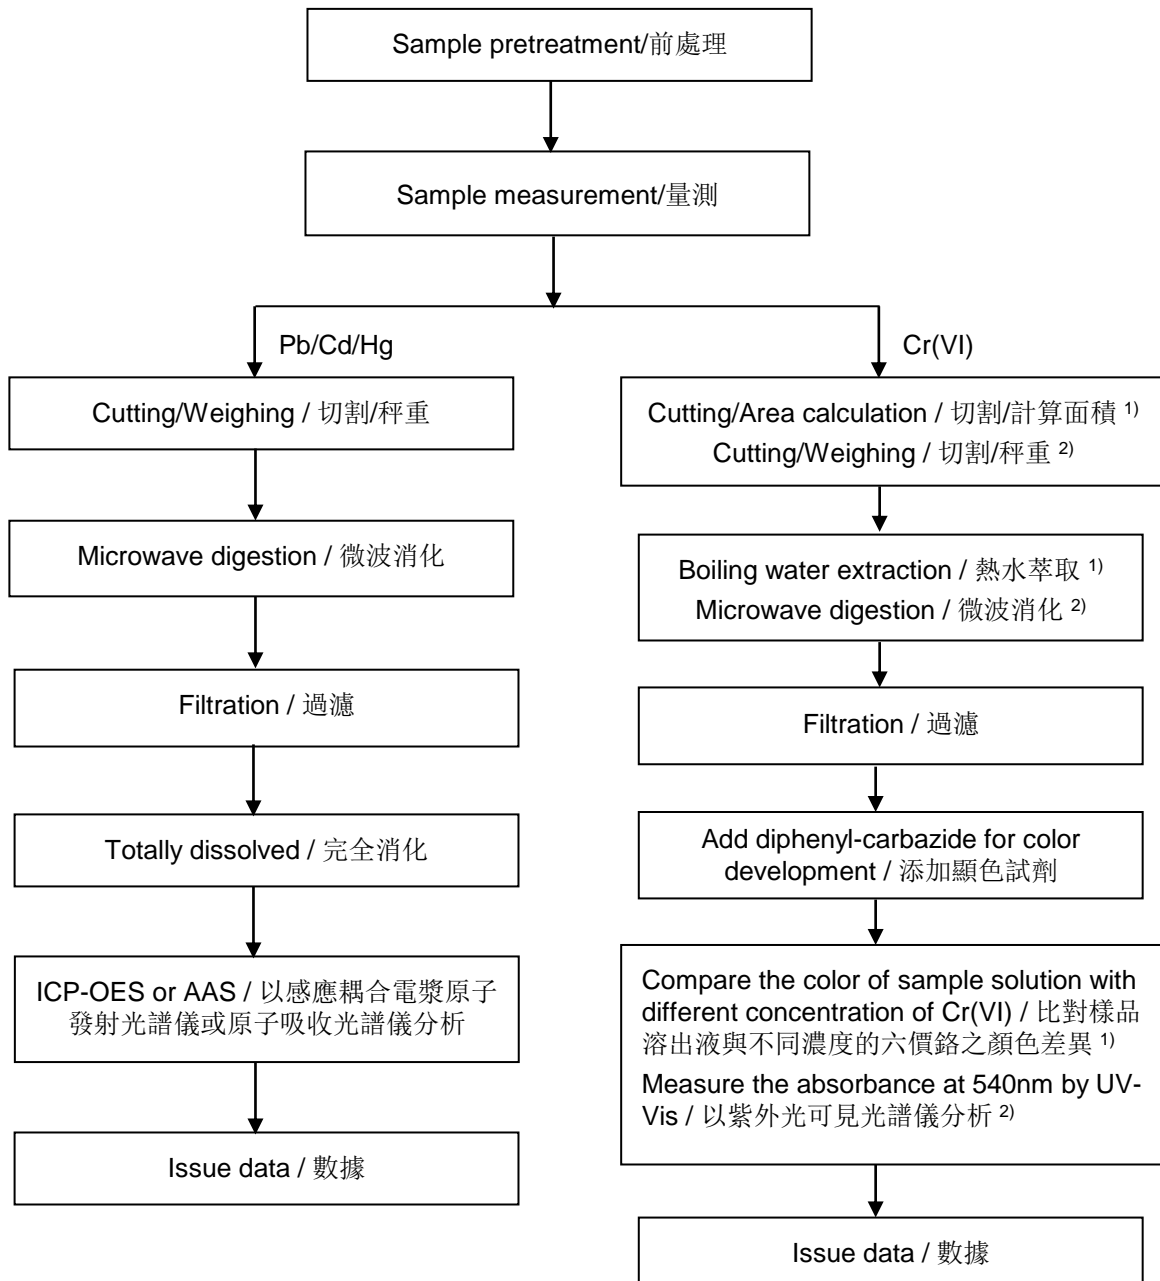 Sample pretreatment/前處理
Sample measurement/量測
Pb/Cd/Hg
Cutting/Weighing / 切割/秤重
Microwave digestion / 微波消化
Filtration / 過濾
Totally dissolved / 完全消化
ICP-OES or AAS / 以感應耦合電漿原子
發射光譜儀或原子吸收光譜儀分析
Issue data / 數據
Cr(VI)
Cutting/Area calculation / 切割/計算面積 1)
Cutting/Weighing / 切割/秤重 2)
Boiling water extraction / 熱水萃取 1)
Microwave digestion / 微波消化 2)
Filtration / 過濾
Add diphenyl-carbazide for color
development / 添加顯色試劑
Compare the color of sample solution with
different concentration of Cr(VI) / 比對樣品
溶出液與不同濃度的六價鉻之顏色差異 1)
Measure the absorbance at 540nm by UV-
Vis / 以紫外光可見光譜儀分析 2)
Issue data / 數據